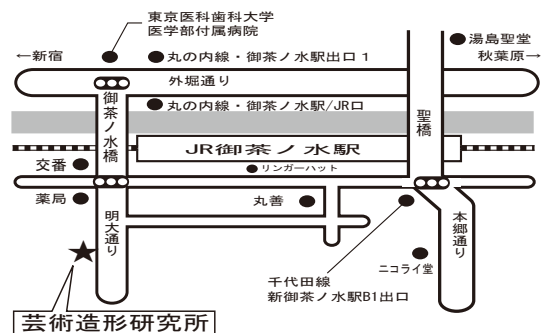 東京医科歯科大学
医学部付属病院
←新宿
丸の内線・御茶ノ水駅出口1
湯島聖堂
秋葉原→
外堀通り
御茶ノ水橋
丸の内線・御茶ノ水駅/JR口
聖橋
JR御茶ノ水駅
交番
リンガーハット
薬局
丸善
明大通り
本郷通り
千代田線
新御茶ノ水駅B1出口
ニコライ堂
芸術造形研究所